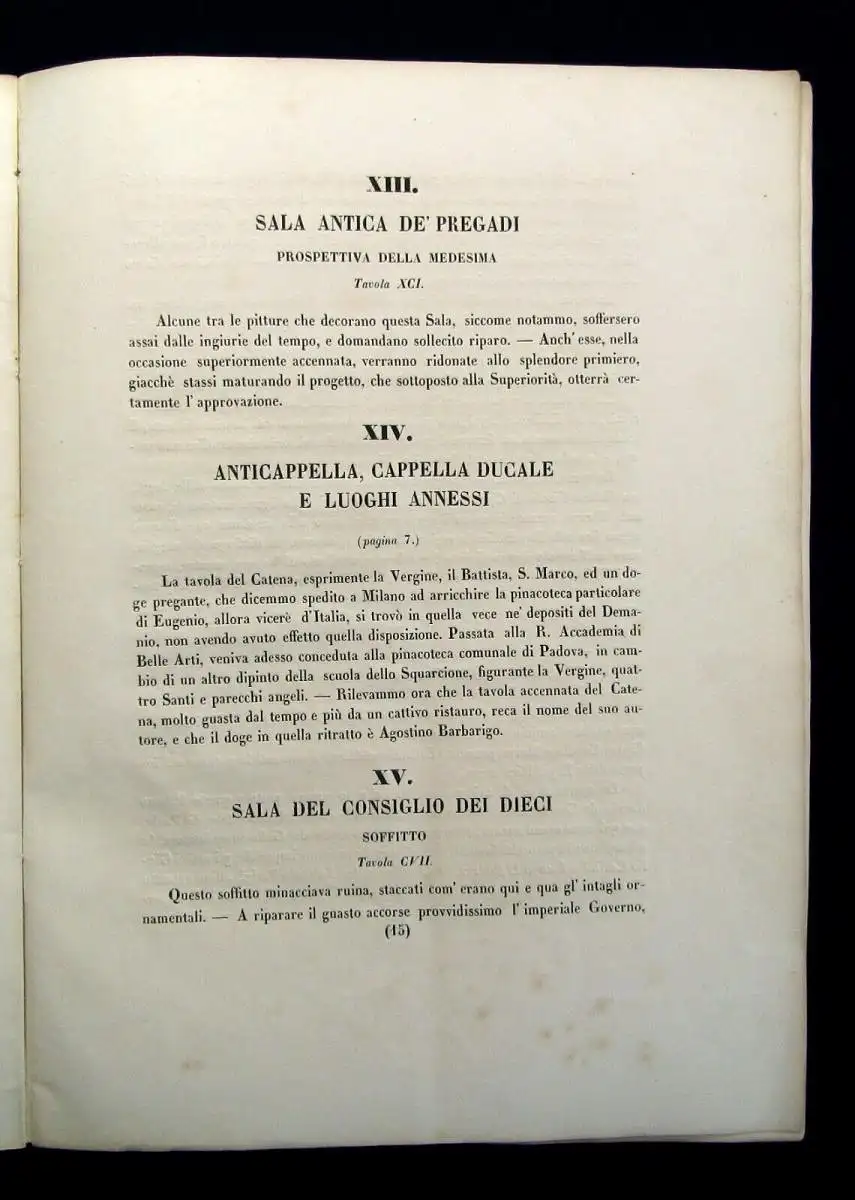 XIII.
SALA ANTICA DE' PREGADI
PROSPETTIVA DELLA MEDESIMA
Tavola XCI.
Alcune tra le pitture che decorano questa Sala, siccome notammo, soffersero
assai dalle ingiurie del tempo, e domandano sollecito riparo. — Anch' esse, nella
occasione superiormente accennata, verranno ridonate allo splendore primiero,
giacchè stassi maturando il progetto, che sottoposto alla Superiorità, otterrà cer-
tamente l' approvazione.
XIV.
ANTICAPPELLA, CAPPELLA DUCALE
E LUOGHI ANNESSI
(pagina 7.)
La tavola del Catena, esprimente la Vergine, il Battista, S. Marco, ed un do-
ge pregante, che dicemmo spedito a Milano ad arricchire la pinacoteca particolare
di Eugenio, allora vicerè d'Italia, si trovò in quella vece ne' depositi del Dema-
nio, non avendo avuto effetto quella disposizione. Passata alla R. Accademia di
Belle Arti, veniva adesso conceduta alla pinacoteca comunale di Padova, in cam-
bio di un altro dipinto della scuola dello Squarcione, figurante la Vergine, quat-
tro Santi e parecchi angeli. — Rilevammo ora che la tavola accennata del Cate-
na, molto guasta dal tempo e più da un cattivo ristauro, reca il nome del suo au-
tore, e che il doge in quella ritratto è Agostino Barbarigo.
XV.
SALA DEL CONSIGLIO DEI DIECI
SOFFITTO
Tavola CVII.
Questo soffitto minacciava ruina, staccati com' erano qui e qua gl' intagli or-
namentali. — A riparare il guasto accorse provvidissimo l' imperiale Governo,
(15)